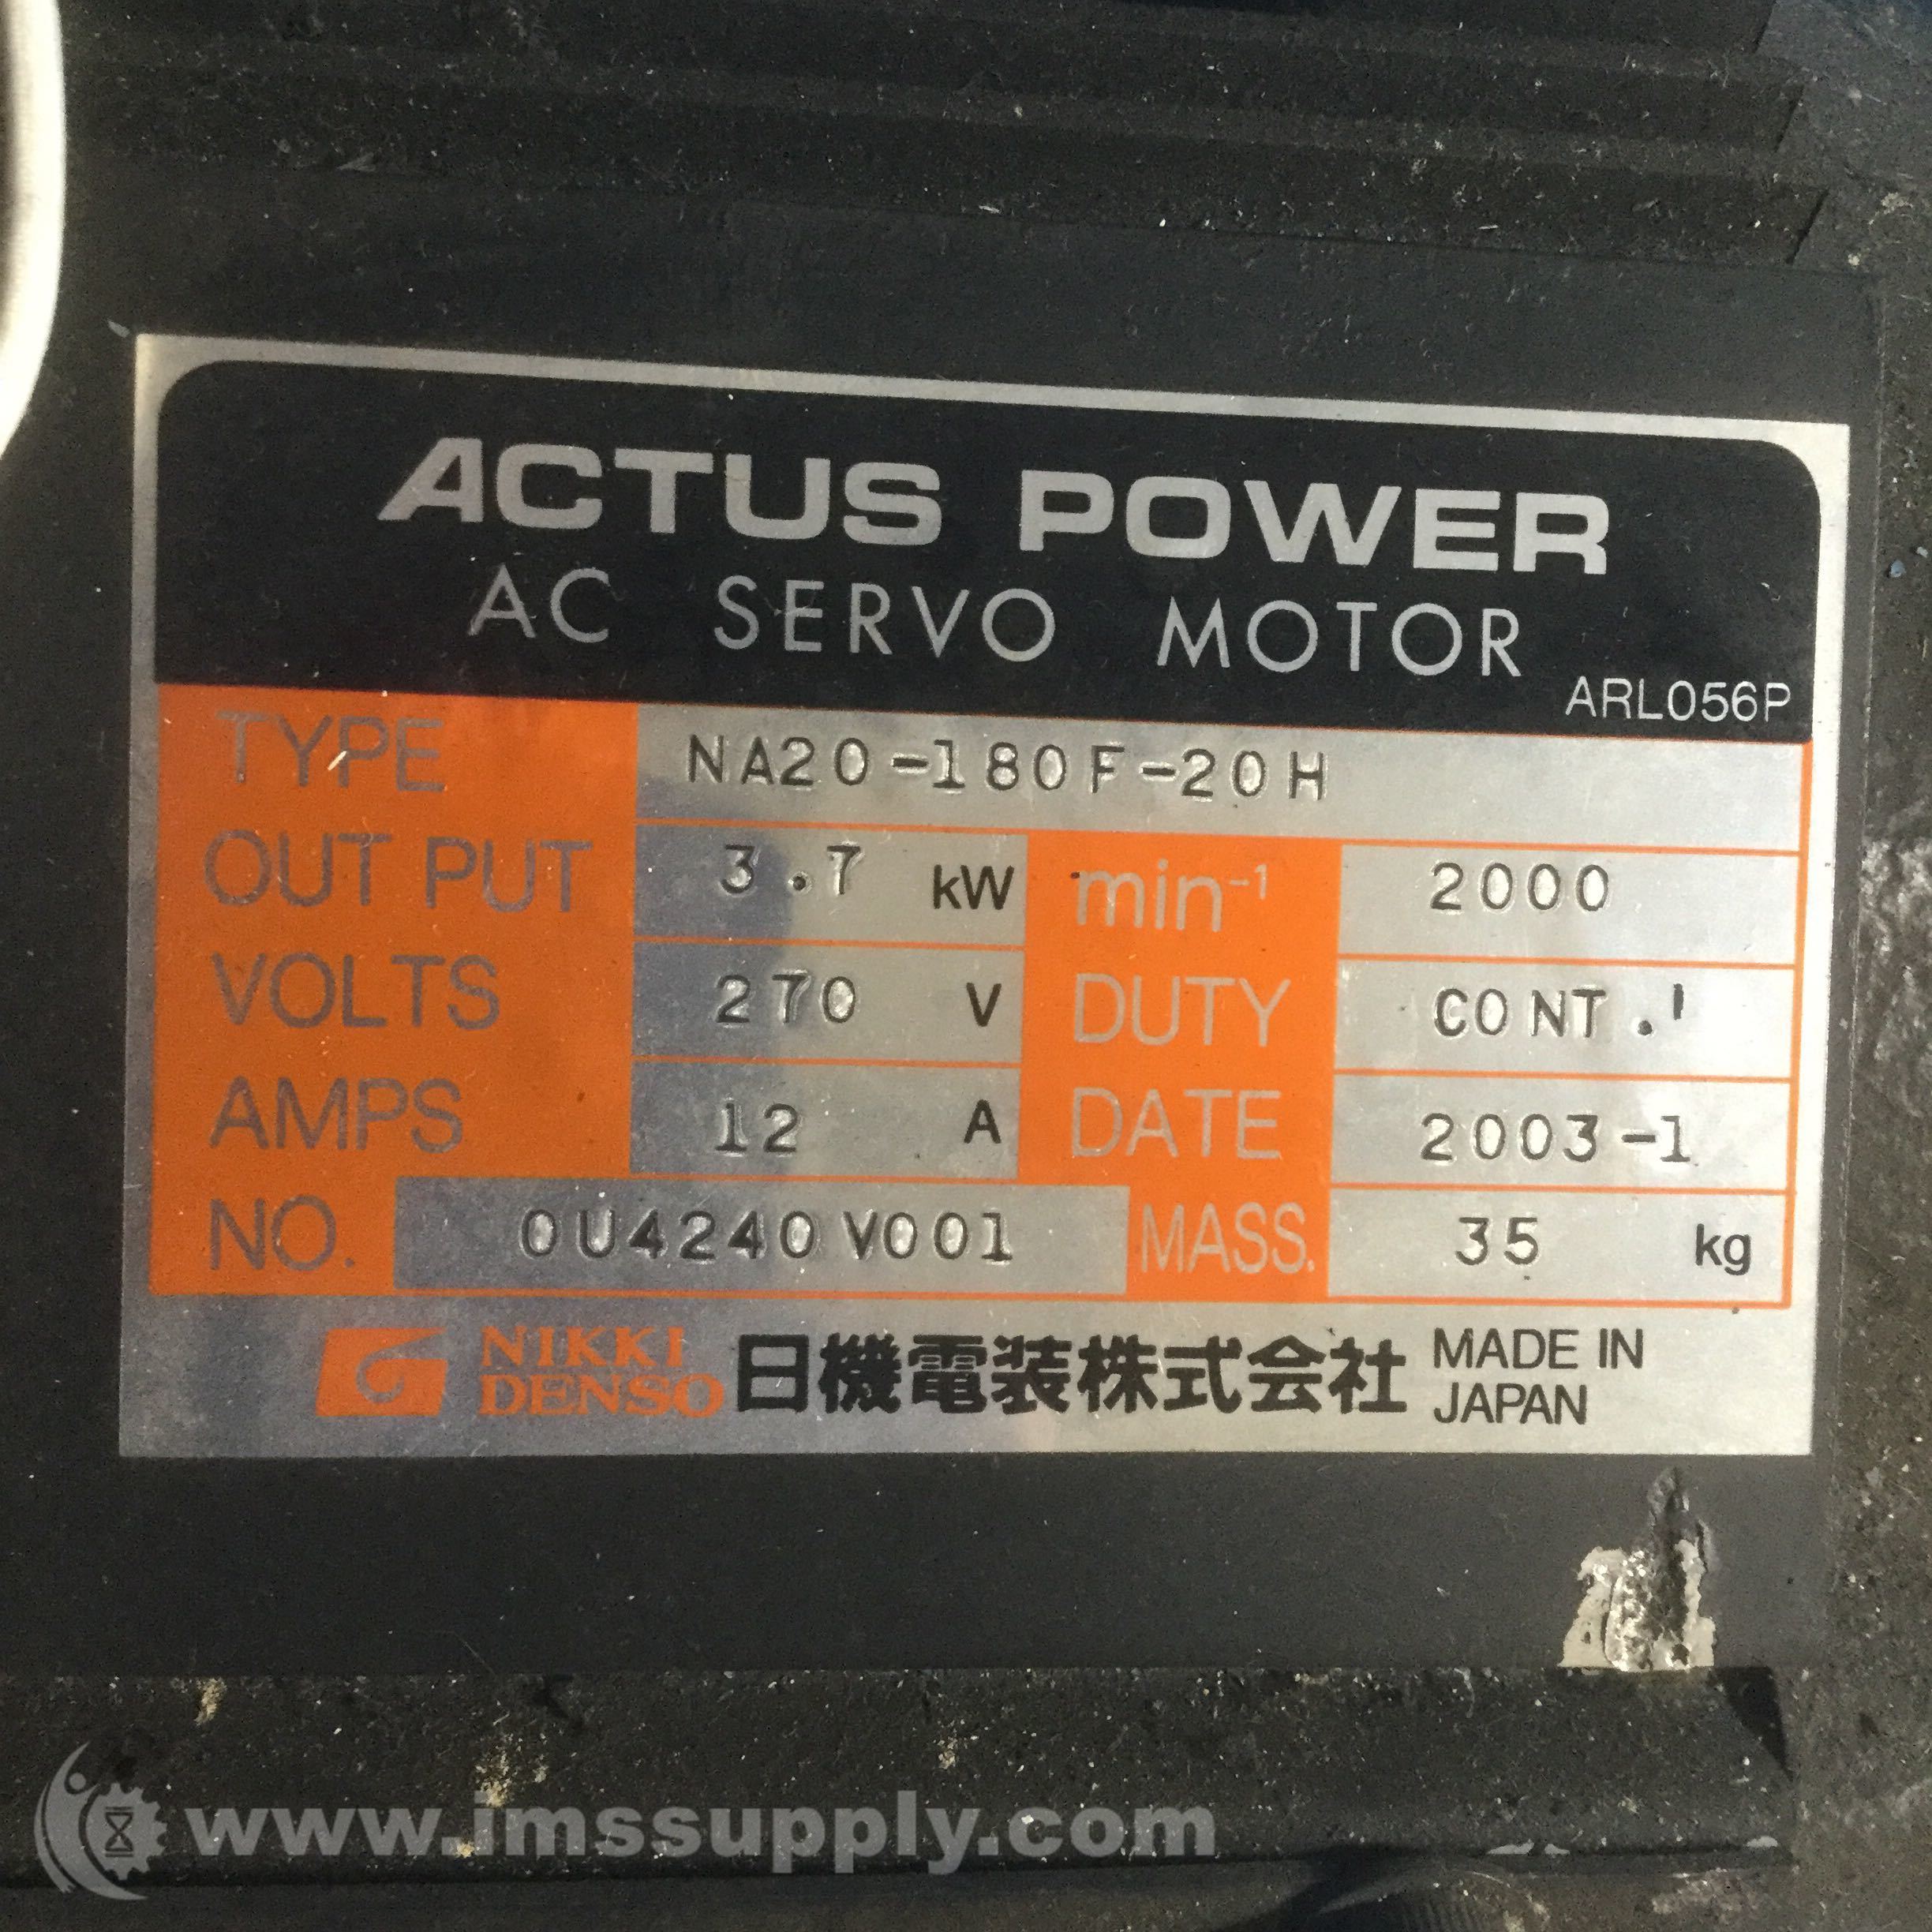 ACTUS POWER
AC SERVO MOTOR
ARL056P
TYPE NA20-180F-20H
OUT PUT 3.7 kW min⁻¹ 2000
VOLTS 270 V DUTY CONT.
AMPS 12 A DATE 2003-1
NO. 0U4240V001 MASS. 35 kg
NIKKI DENSO 日機電装株式会社 MADE IN JAPAN
www.imssupply.com